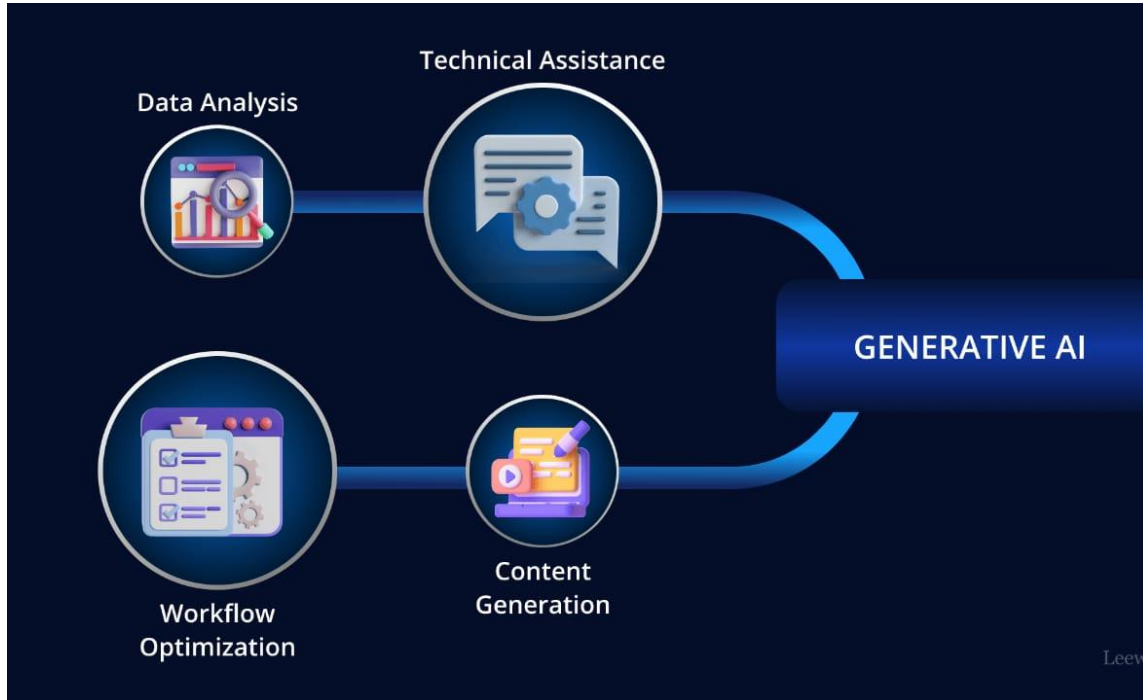 Technical Assistance
Data Analysis
GENERATIVE AI
Content
Generation
Workflow
Optimization